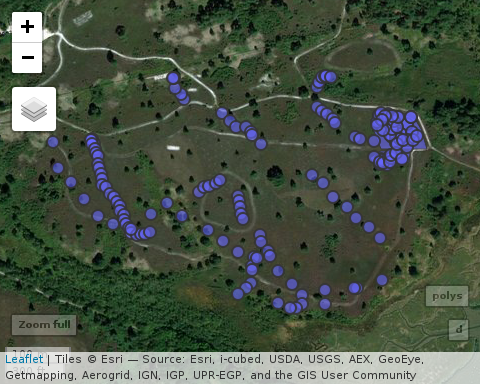 +
−
polys
Zoom full
d
Leaflet | Tiles © Esri — Source: Esri, i-cubed, USDA, USGS, AEX, GeoEye,
Getmapping, Aerogrid, IGN, IGP, UPR-EGP, and the GIS User Community